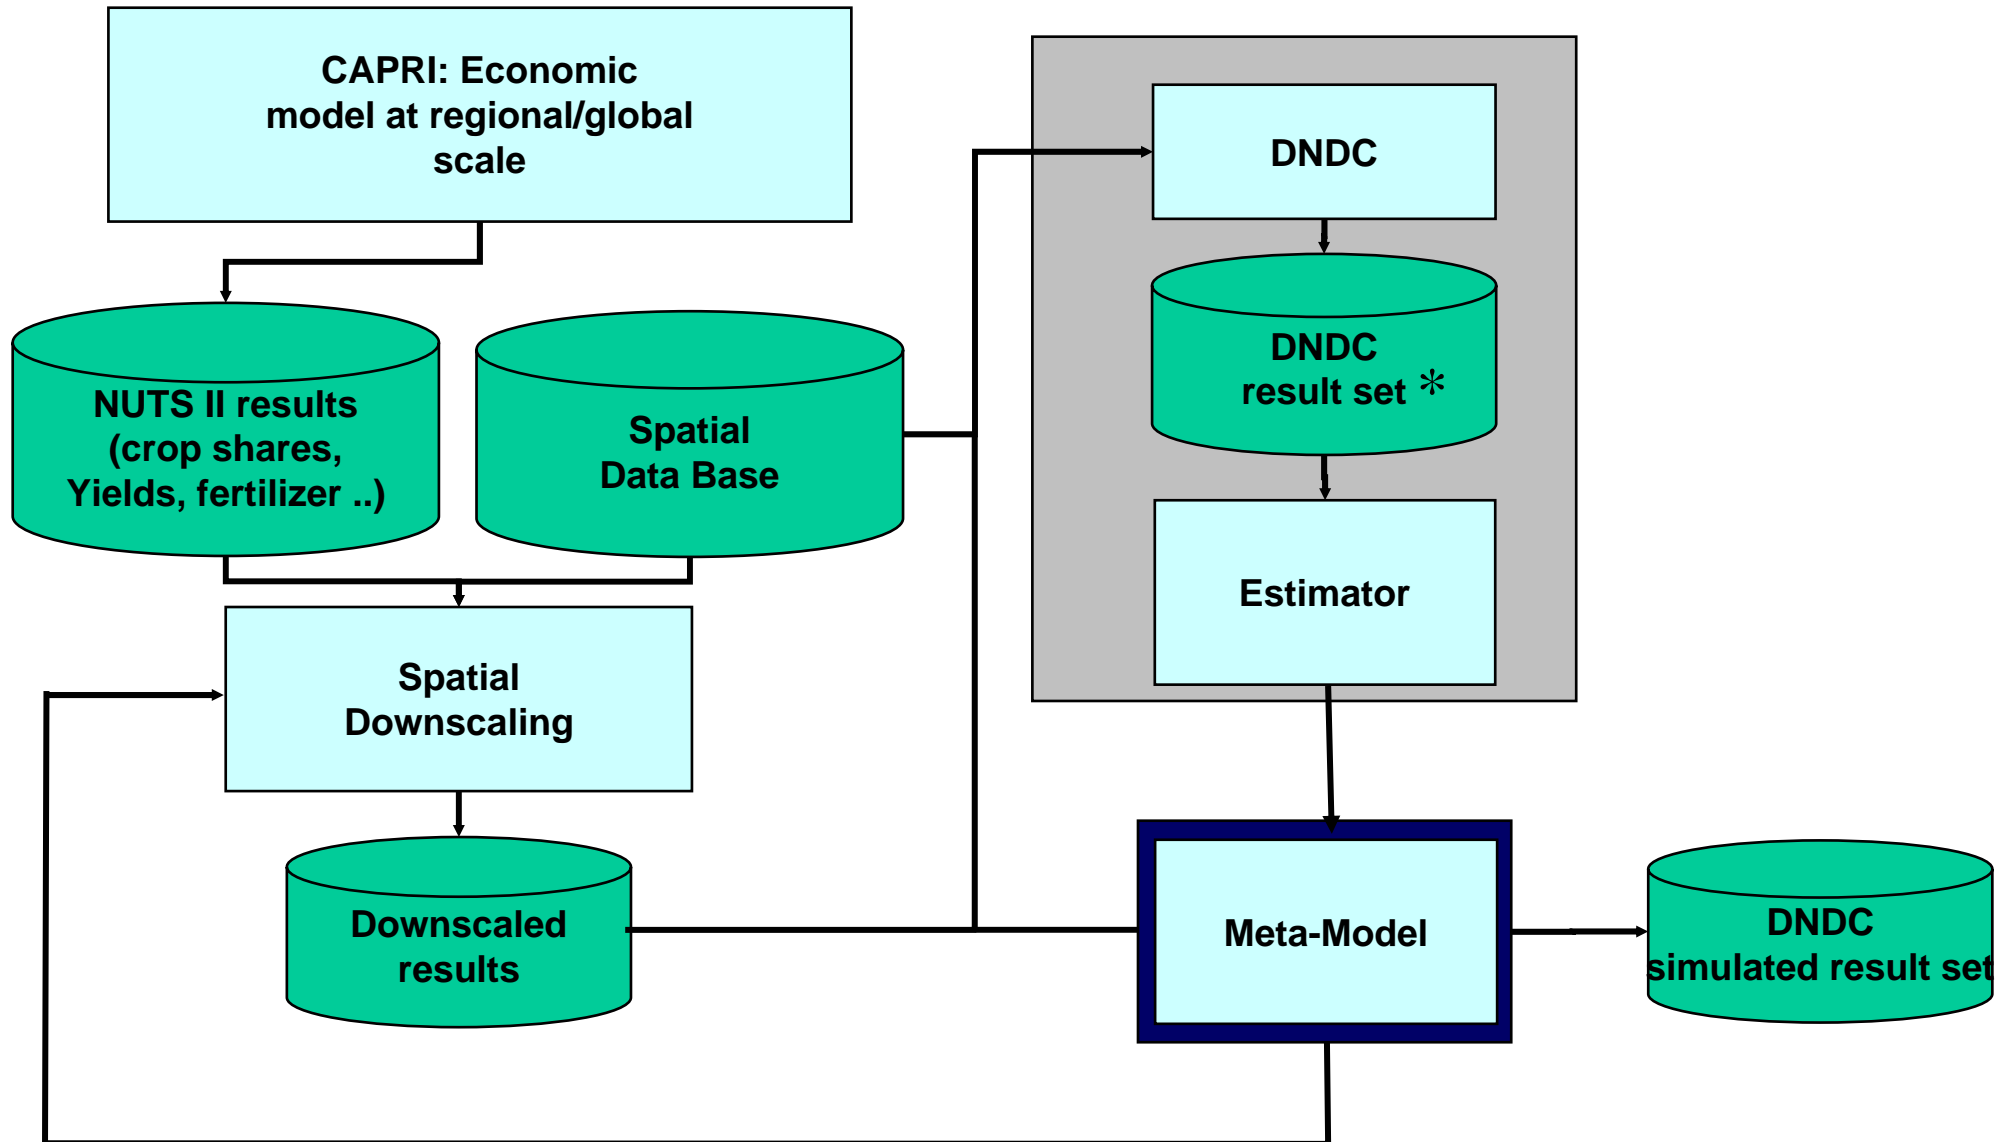 CAPRI: Economic
model at regional/global
scale
DNDC
NUTS II results
(crop shares,
Yields, fertilizer ..)
Spatial
Data Base
DNDC
result set *
Estimator
Spatial
Downscaling
Downscaled
results
Meta-Model
DNDC
simulated result set